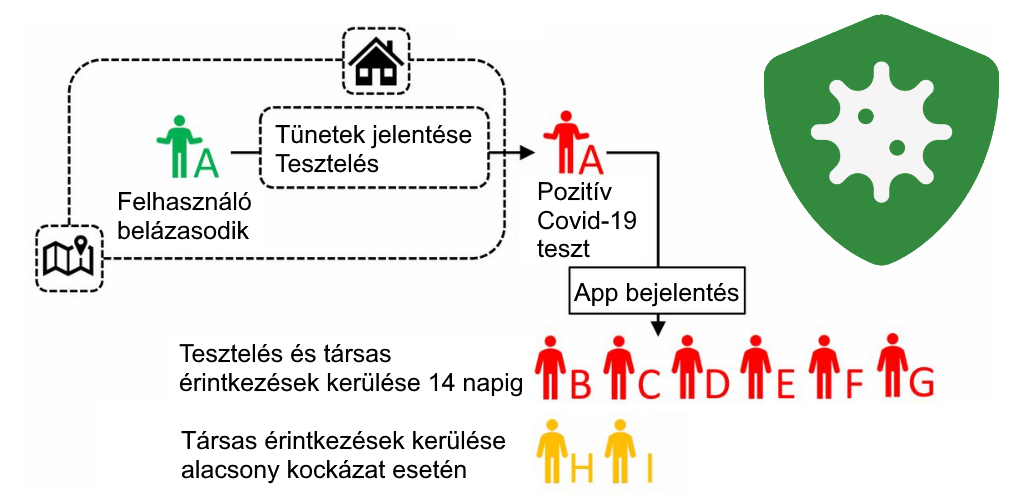 Tünetek jelentése
Tesztelés
A
A
Felhasználó
belázasodik
Pozitív
Covid-19
teszt
App bejelentés
Tesztelés és társas
érintkezések kerülése 14 napig
B C D E F G
Társas érintkezések kerülése
alacsony kockázat esetén
H I